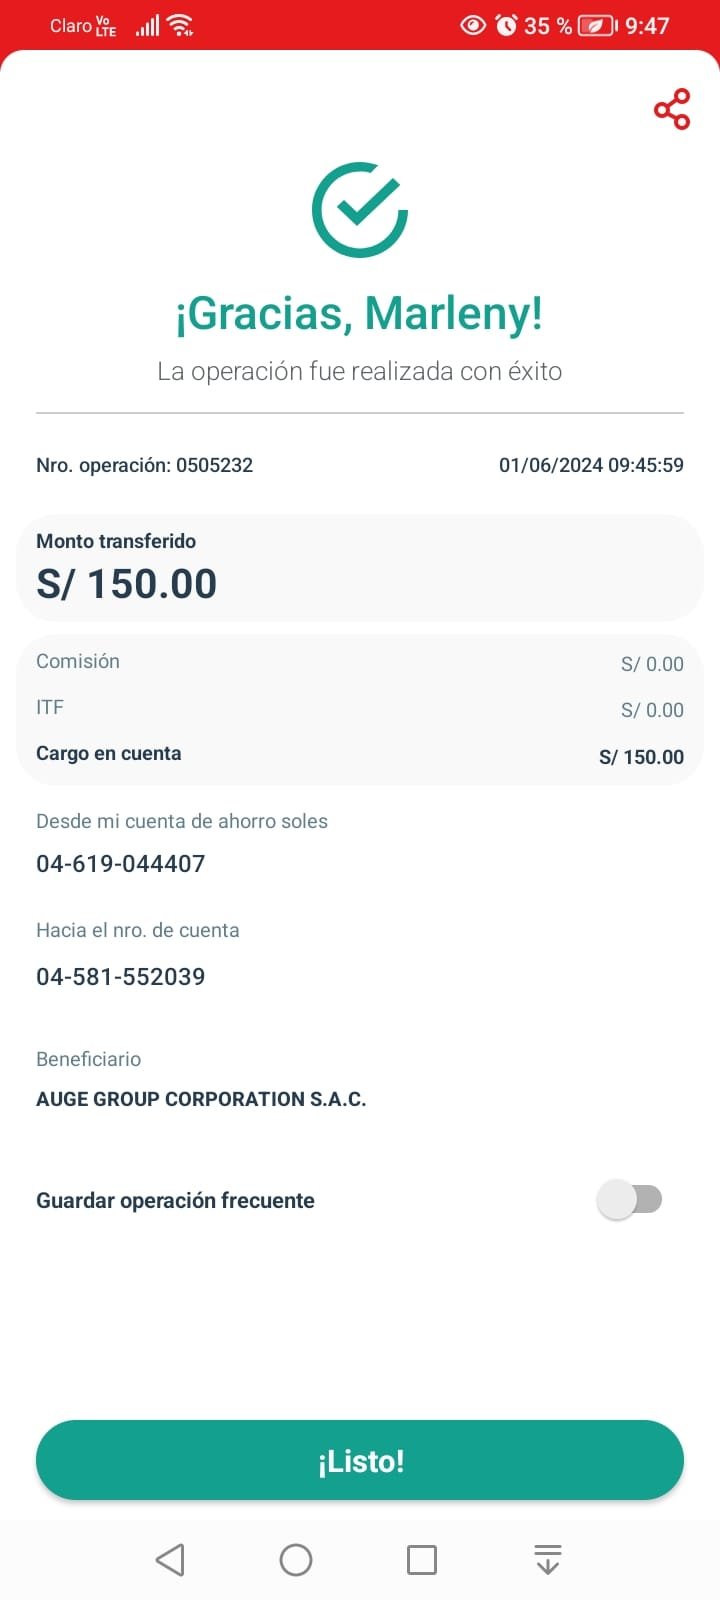 Claro Vo LTE 35 % 9:47
¡Gracias, Marleny!
La operación fue realizada con éxito
Nro. operación: 0505232 01/06/2024 09:45:59
Monto transferido
S/ 150.00
Comisión S/ 0.00
ITF S/ 0.00
Cargo en cuenta S/ 150.00
Desde mi cuenta de ahorro soles
04-619-044407
Hacia el nro. de cuenta
04-581-552039
Beneficiario
AUGE GROUP CORPORATION S.A.C.
Guardar operación frecuente
¡Listo!